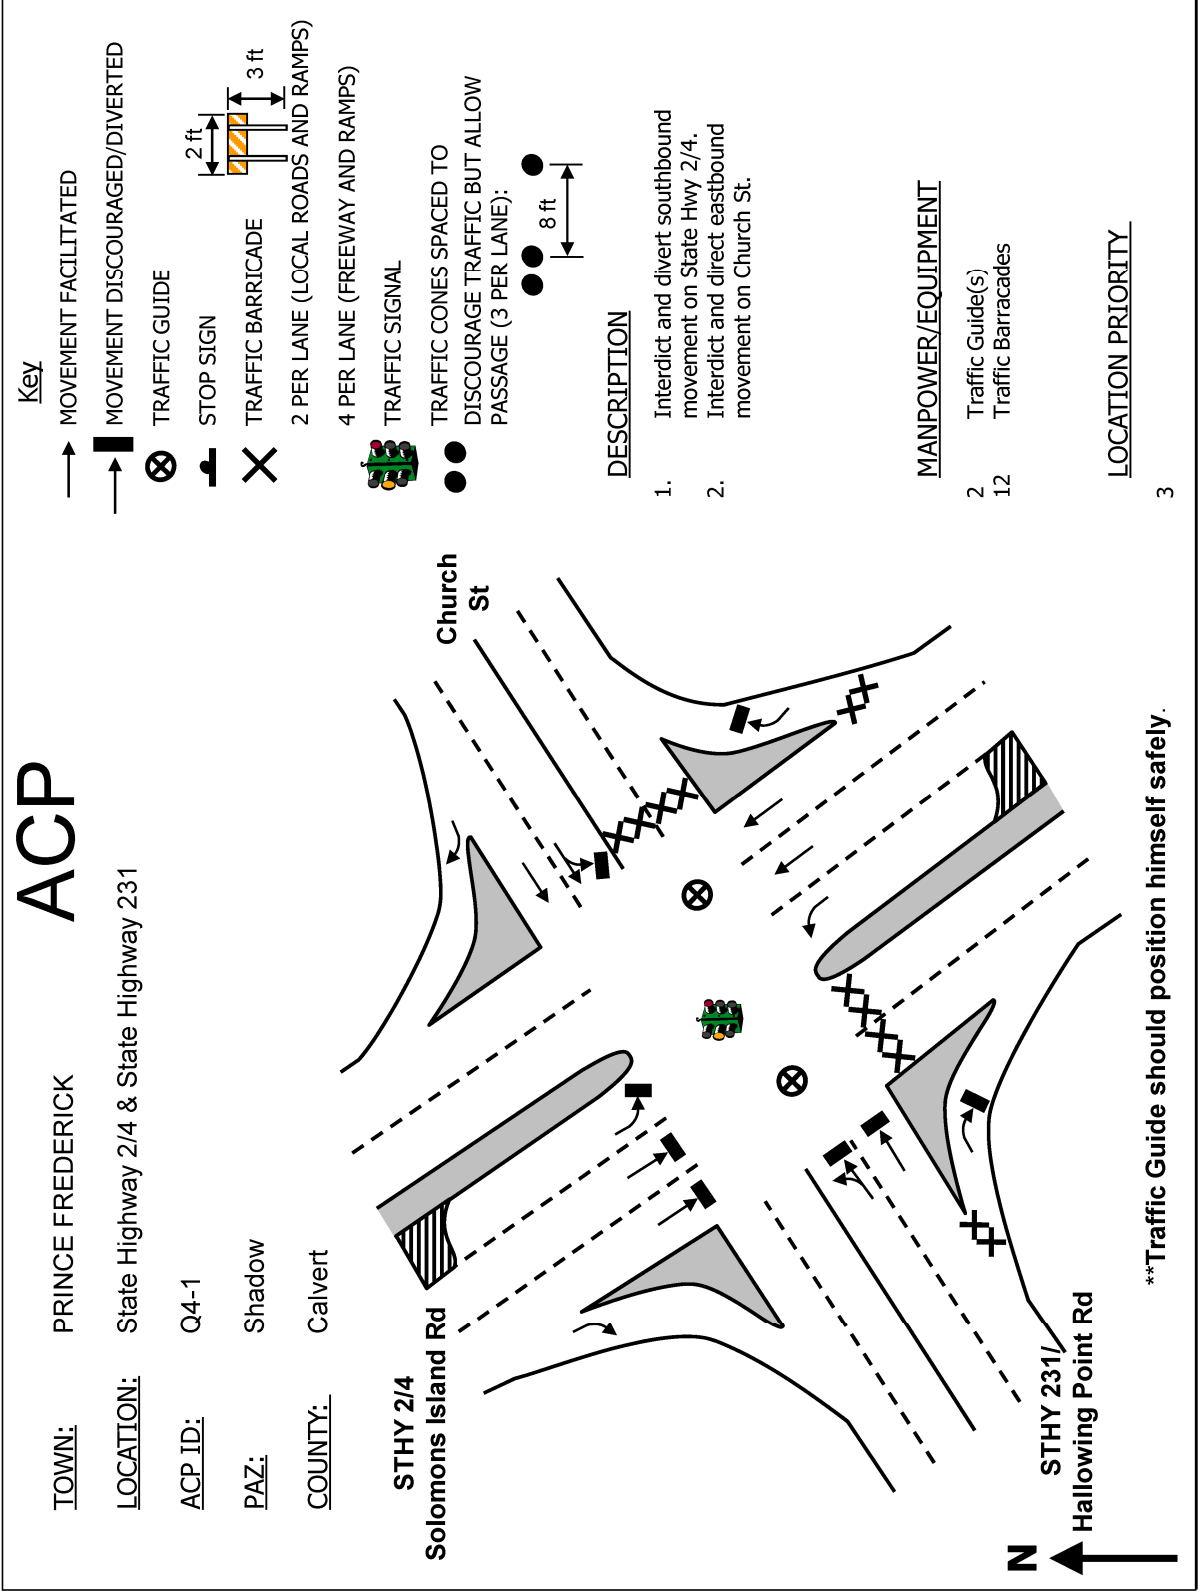 ACP
TOWN: PRINCE FREDERICK
LOCATION: State Highway 2/4 & State Highway 231
ACP ID: Q4-1
PAZ: Shadow
COUNTY: Calvert
STHY 2/4
Solomons Island Rd
Church
St
STHY 231/
Hallowing Point Rd
N
**Traffic Guide should position himself safely.
Key
MOVEMENT FACILITATED
MOVEMENT DISCOURAGED/DIVERTED
TRAFFIC GUIDE
STOP SIGN
TRAFFIC BARRICADE
2 ft
3 ft
2 PER LANE (LOCAL ROADS AND RAMPS)
4 PER LANE (FREEWAY AND RAMPS)
TRAFFIC SIGNAL
TRAFFIC CONES SPACED TO
DISCOURAGE TRAFFIC BUT ALLOW
PASSAGE (3 PER LANE):
8 ft
DESCRIPTION
1. Interdict and divert southbound
movement on State Hwy 2/4.
2. Interdict and direct eastbound
movement on Church St.
MANPOWER/EQUIPMENT
2 Traffic Guide(s)
12 Traffic Barracades
LOCATION PRIORITY
3